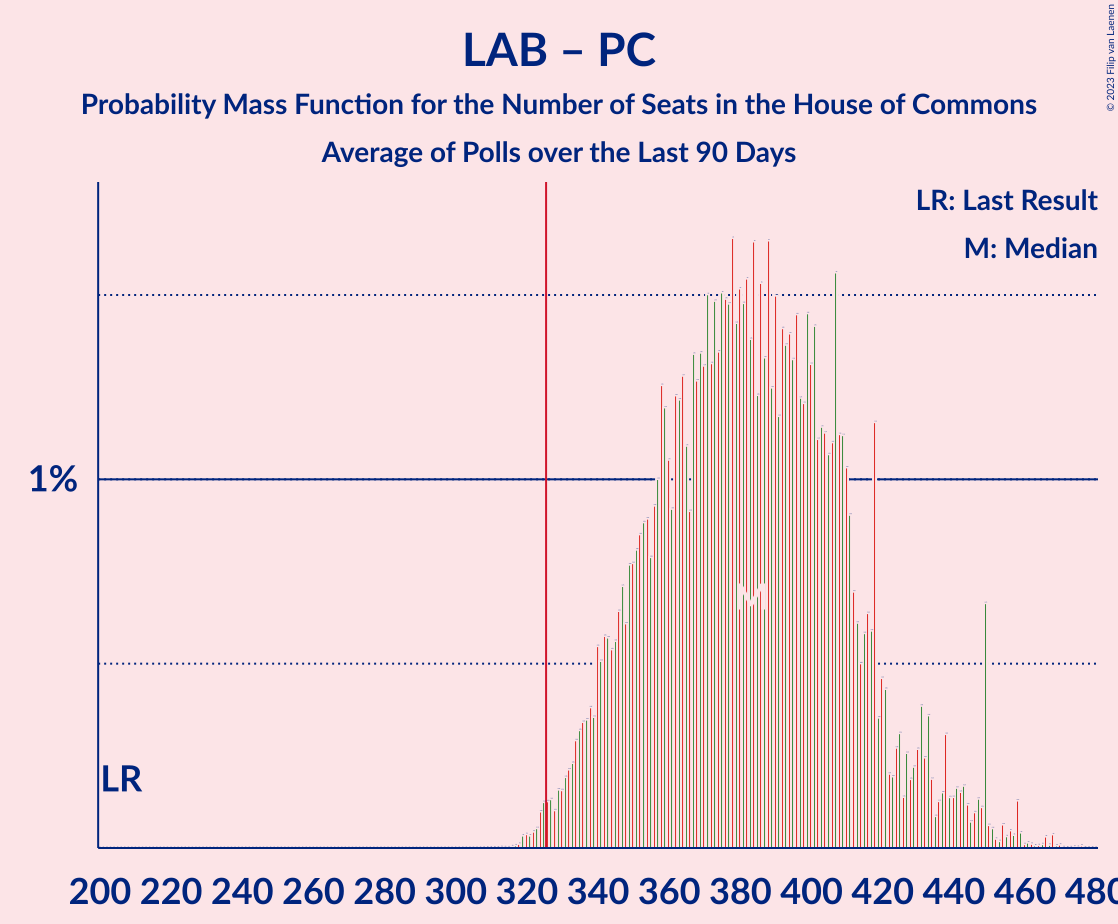 LAB – PC
Probability Mass Function for the Number of Seats in the House of Commons
Average of Polls over the Last 90 Days
© 2023 Filip van Laenen
LR: Last Result
M: Median
1%
LR
200 220 240 260 280 300 320 340 360 380 400 420 440 460 480